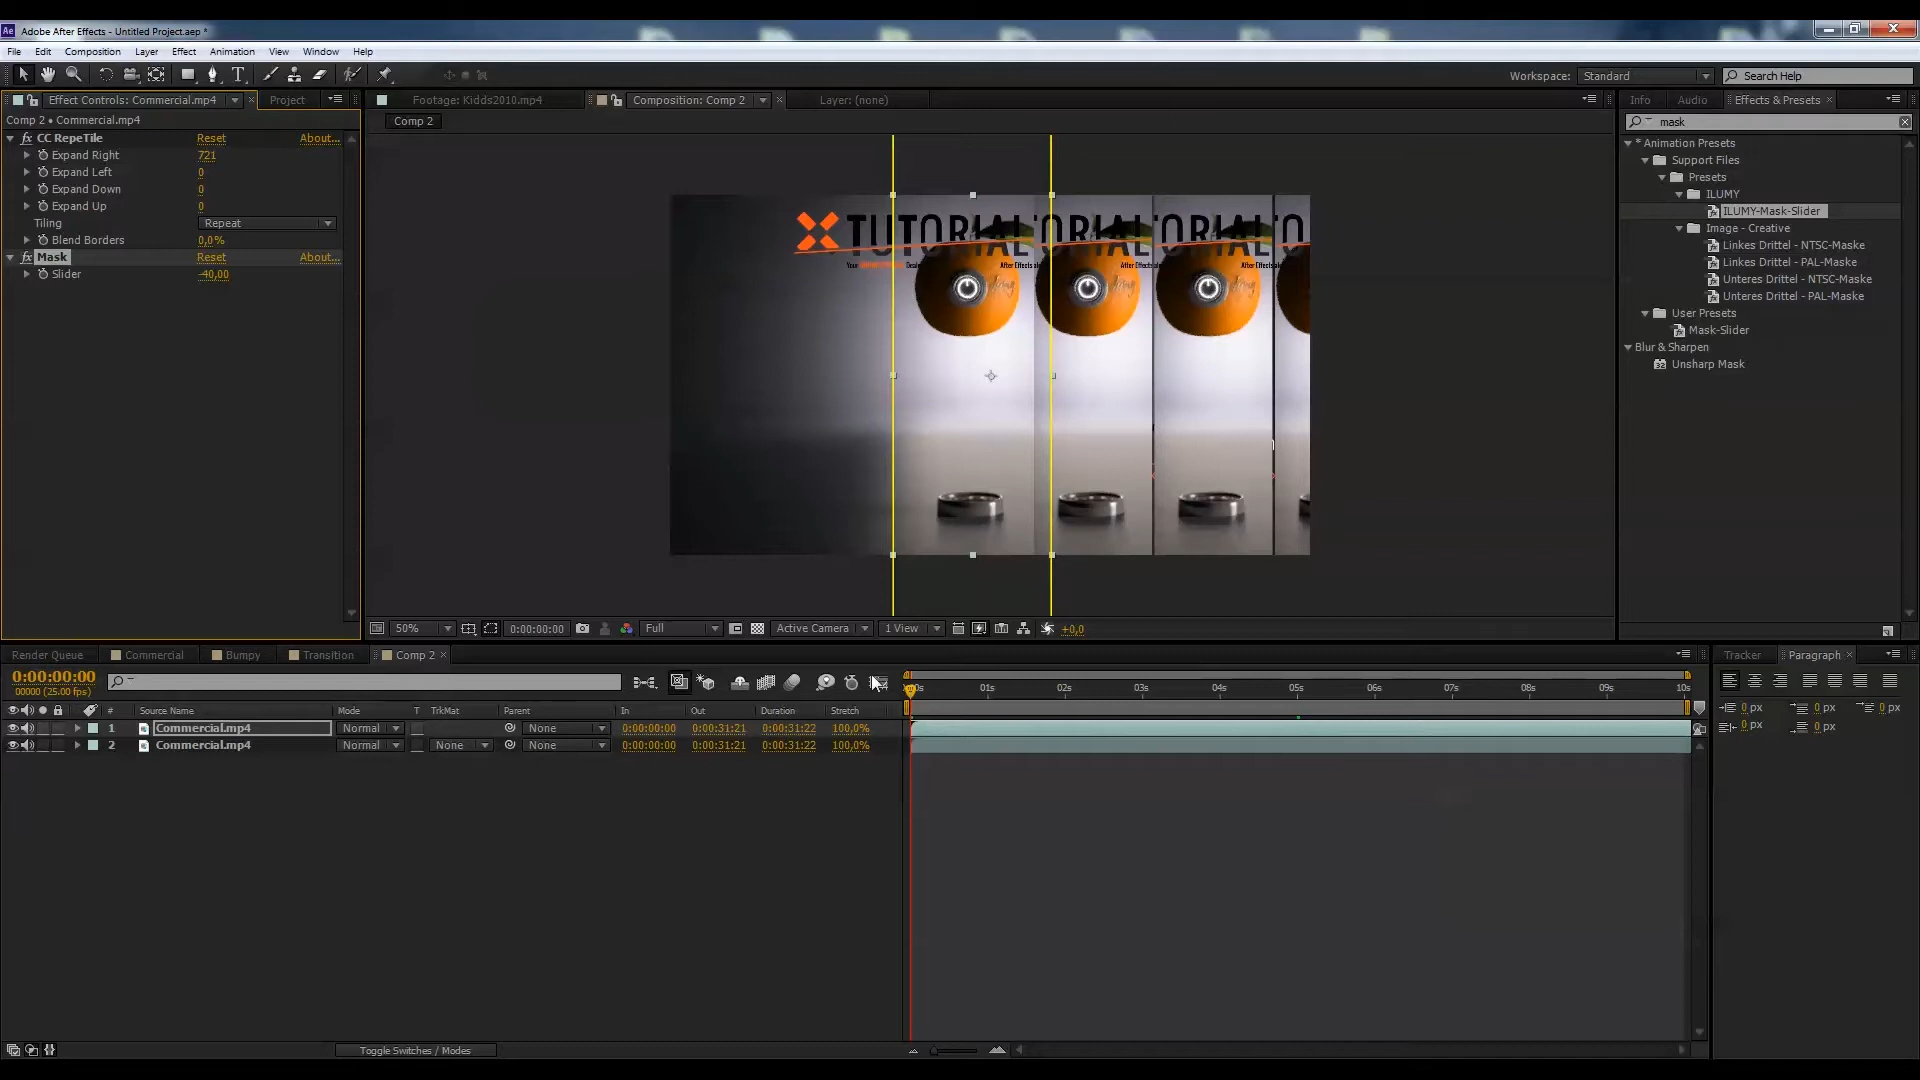 Ae Adobe After Effects - Untitled Project.aep *
File Edit Composition Layer Effect Animation View Window Help
T Workspace: Standard Search Help
Effect Controls: Commercial.mp4 Project Footage: Kidds2010.mp4 Composition: Comp 2 Layer: (none) Info Audio Effects & Presets
Comp 2 • Commercial.mp4 Comp 2 mask
fx CC RepeTile Reset About...
Expand Right 721
Expand Left 0
Expand Down 0
Expand Up 0
Tiling Repeat
Blend Borders 0,0%
fx Mask Reset About...
Slider -40,00
TUTORIAL ORIAL ORIAL O
Your
After Effects
* Animation Presets
Support Files
Presets
ILUMY
ILUMY-Mask-Slider
Image - Creative
Linkes Drittel - NTSC-Maske
Linkes Drittel - PAL-Maske
Unteres Drittel - NTSC-Maske
Unteres Drittel - PAL-Maske
User Presets
Mask-Slider
Blur & Sharpen
32 Unsharp Mask
50% 0:00:00:00 Full Active Camera 1 View +0,0
Render Queue Commercial Bumpy Transition Comp 2 Tracker Paragraph
0:00:00:00
00000 (25.00 fps)
01s 02s 03s 04s 05s 06s 07s 08s 09s 10s
# Source Name Mode T TrkMat Parent In Out Duration Stretch
1 Commercial.mp4 Normal None 0:00:00:00 0:00:31:21 0:00:31:22 100,0%
2 Commercial.mp4 Normal None None 0:00:00:00 0:00:31:21 0:00:31:22 100,0%
0 px 0 px 0 px
0 px 0 px
Toggle Switches / Modes